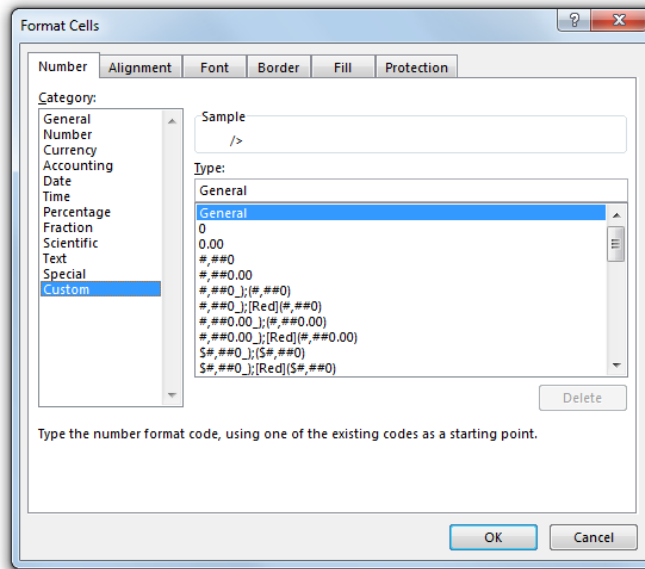 Format Cells
?
Number Alignment Font Border Fill Protection
Category:
General
Number
Currency
Accounting
Date
Time
Percentage
Fraction
Scientific
Text
Special
Custom
Sample
/>
Type:
General
General
0
0.00
#,##0
#,##0.00
#,##0_);(#,##0)
#,##0_);[Red](#,##0)
#,##0.00_);(#,##0.00)
#,##0.00_);[Red](#,##0.00)
$#,##0_);($#,##0)
$#,##0_);[Red]($#,##0)
Delete
Type the number format code, using one of the existing codes as a starting point.
OK Cancel